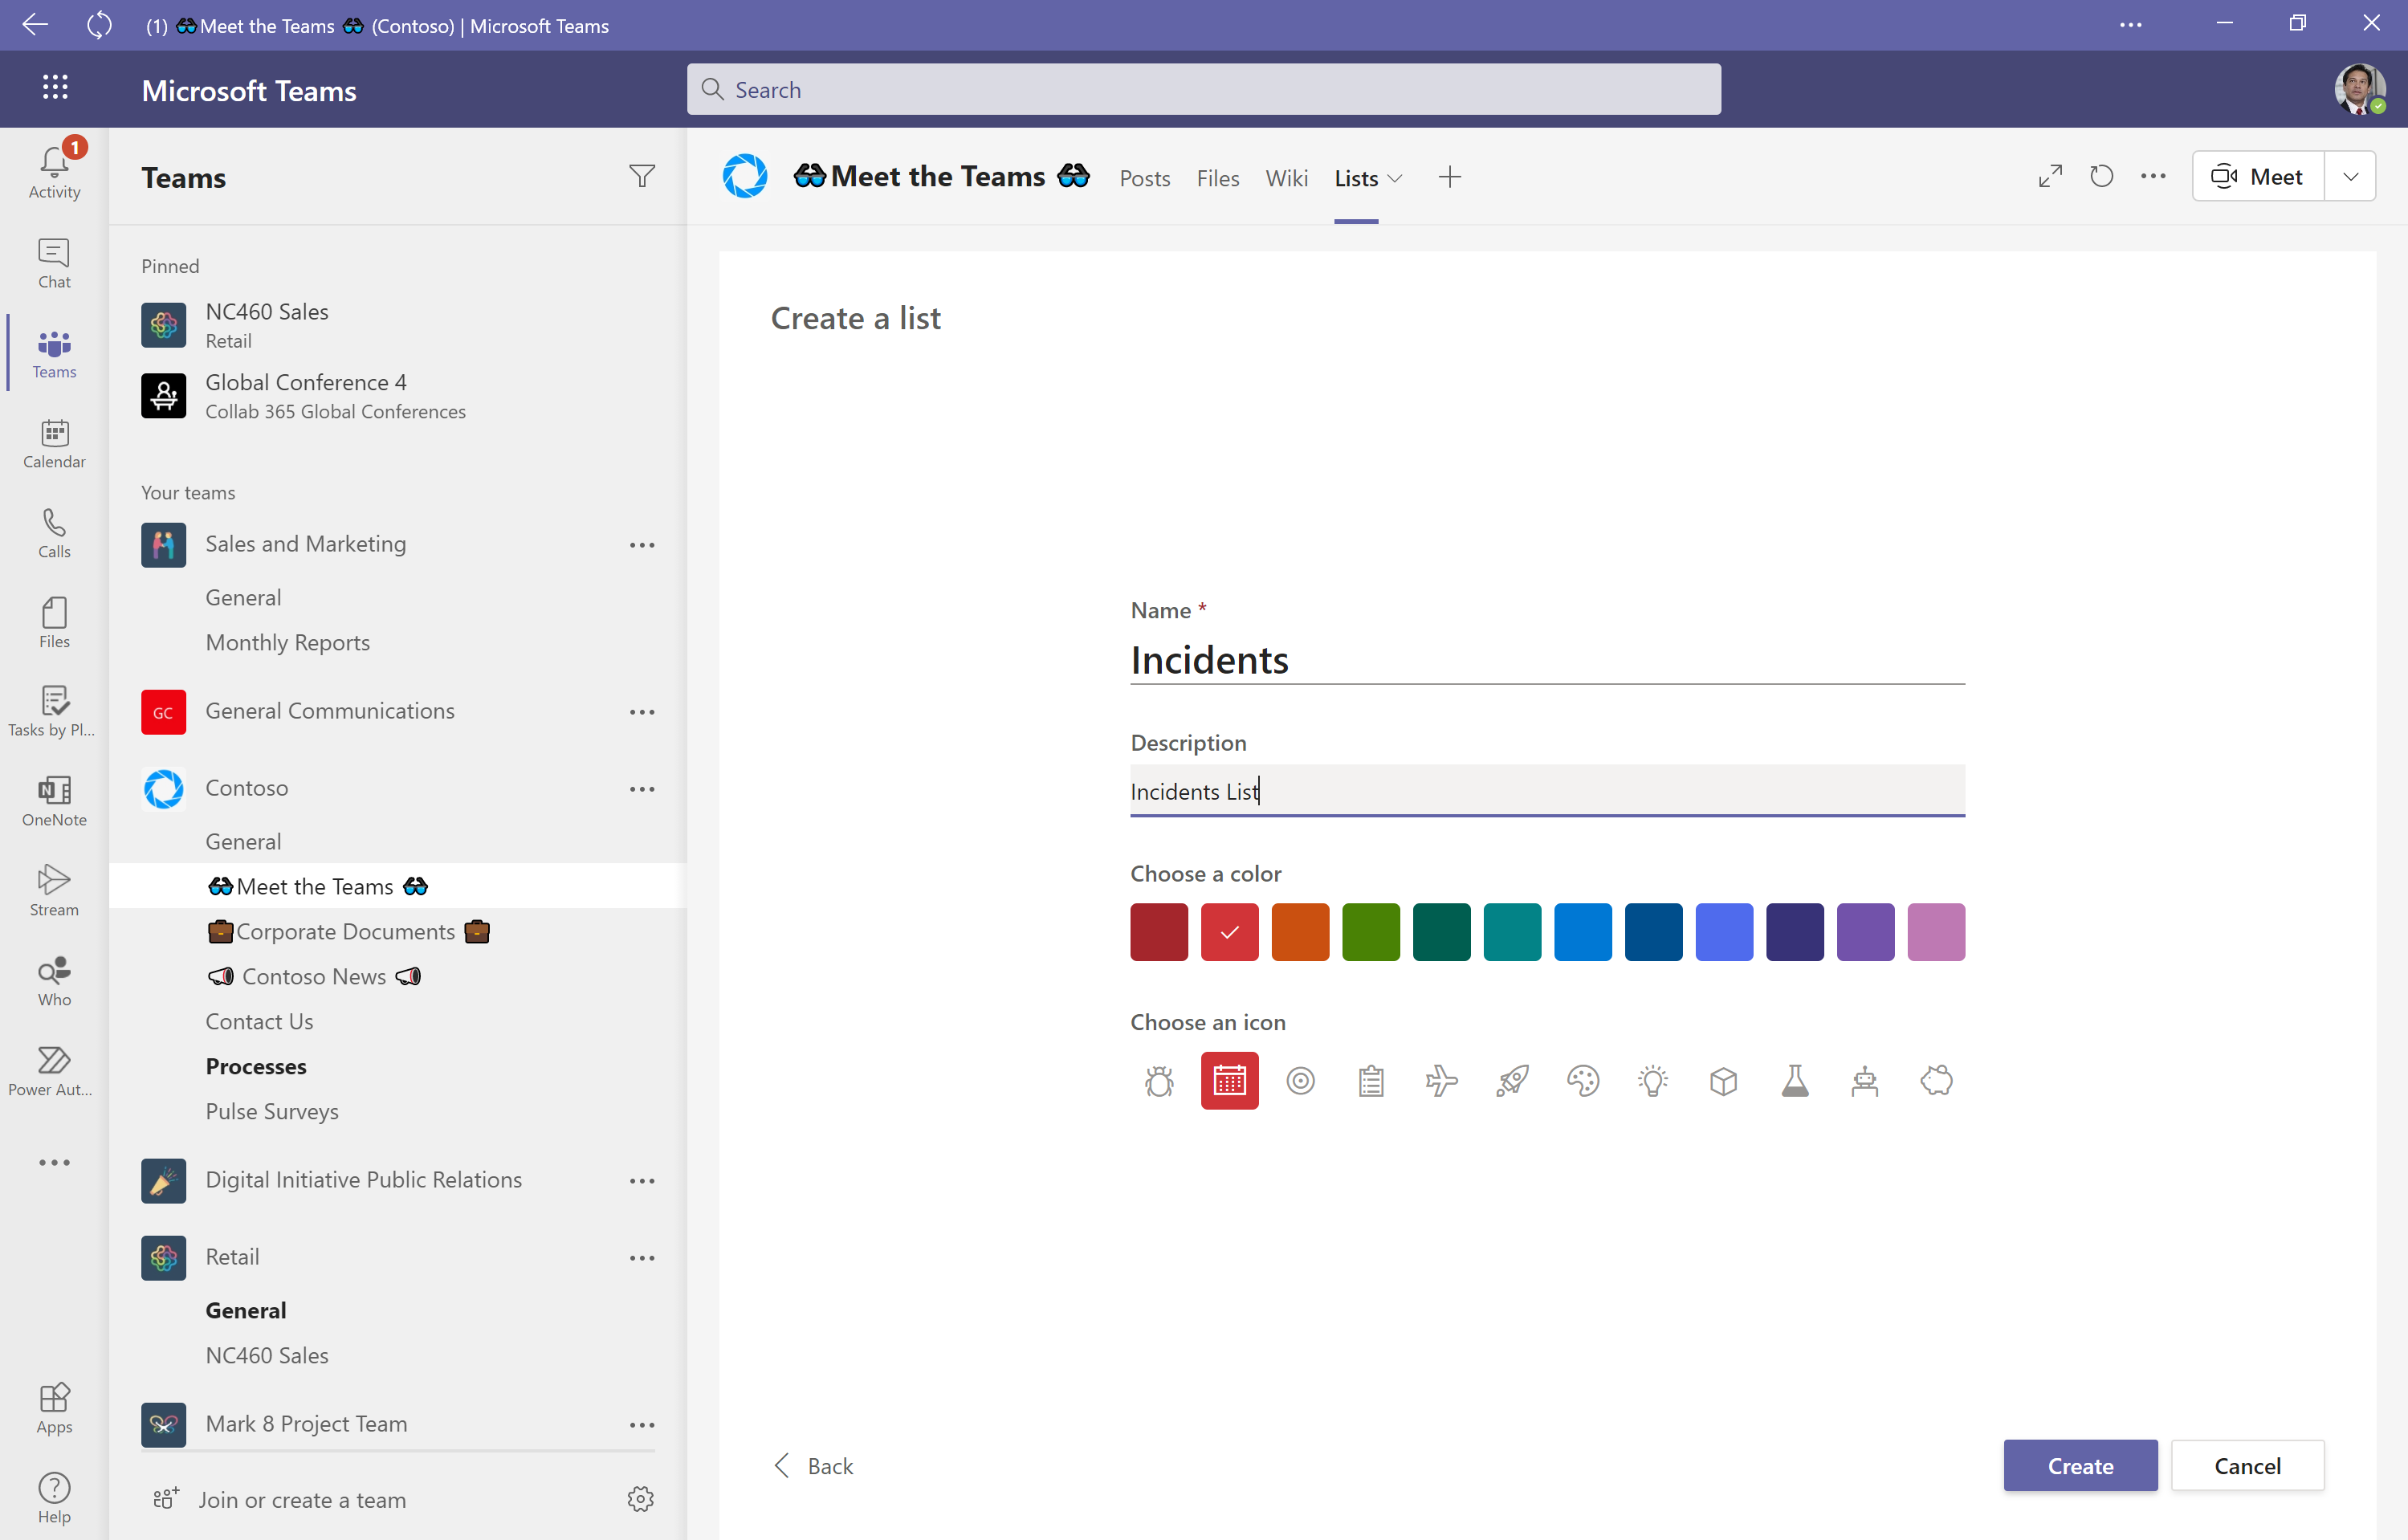 (1) 🕶Meet the Teams 🕶 (Contoso) | Microsoft Teams
Microsoft Teams
Search
1
Activity
Chat
Teams
Calendar
Calls
Files
Tasks by Pl...
OneNote
Stream
Who
Power Aut...
Apps
Help
Teams
Pinned
NC460 Sales
Retail
Global Conference 4
Collab 365 Global Conferences
Your teams
Sales and Marketing
General
Monthly Reports
GC General Communications
Contoso
General
🕶Meet the Teams 🕶
💼Corporate Documents 💼
📢 Contoso News 📢
Contact Us
Processes
Pulse Surveys
Digital Initiative Public Relations
Retail
General
NC460 Sales
Mark 8 Project Team
Join or create a team
🕶Meet the Teams 🕶 Posts Files Wiki Lists
Meet
Create a list
Name *
Incidents
Description
Incidents List
Choose a color
Choose an icon
Back
Create
Cancel